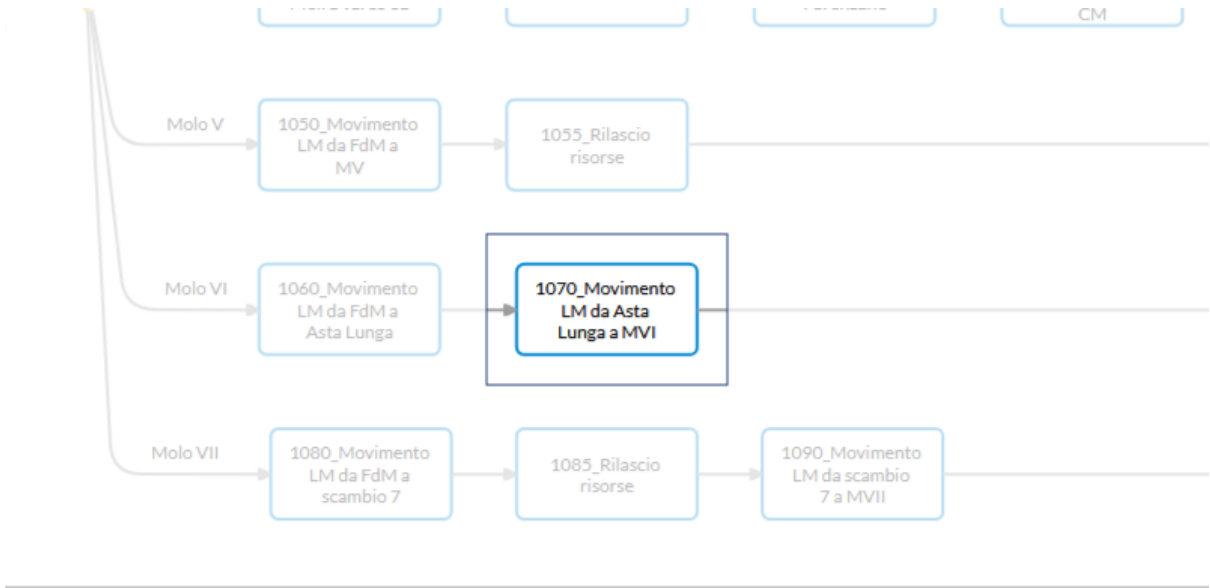 CM
Molo V
1050_Movimento
LM da FdM a
MV
1055_Rilascio
risorse
Molo VI
1060_Movimento
LM da FdM a
Asta Lunga
1070_Movimento
LM da Asta
Lunga a MVI
Molo VII
1080_Movimento
LM da FdM a
scambio 7
1085_Rilascio
risorse
1090_Movimento
LM da scambio
7 a MVII